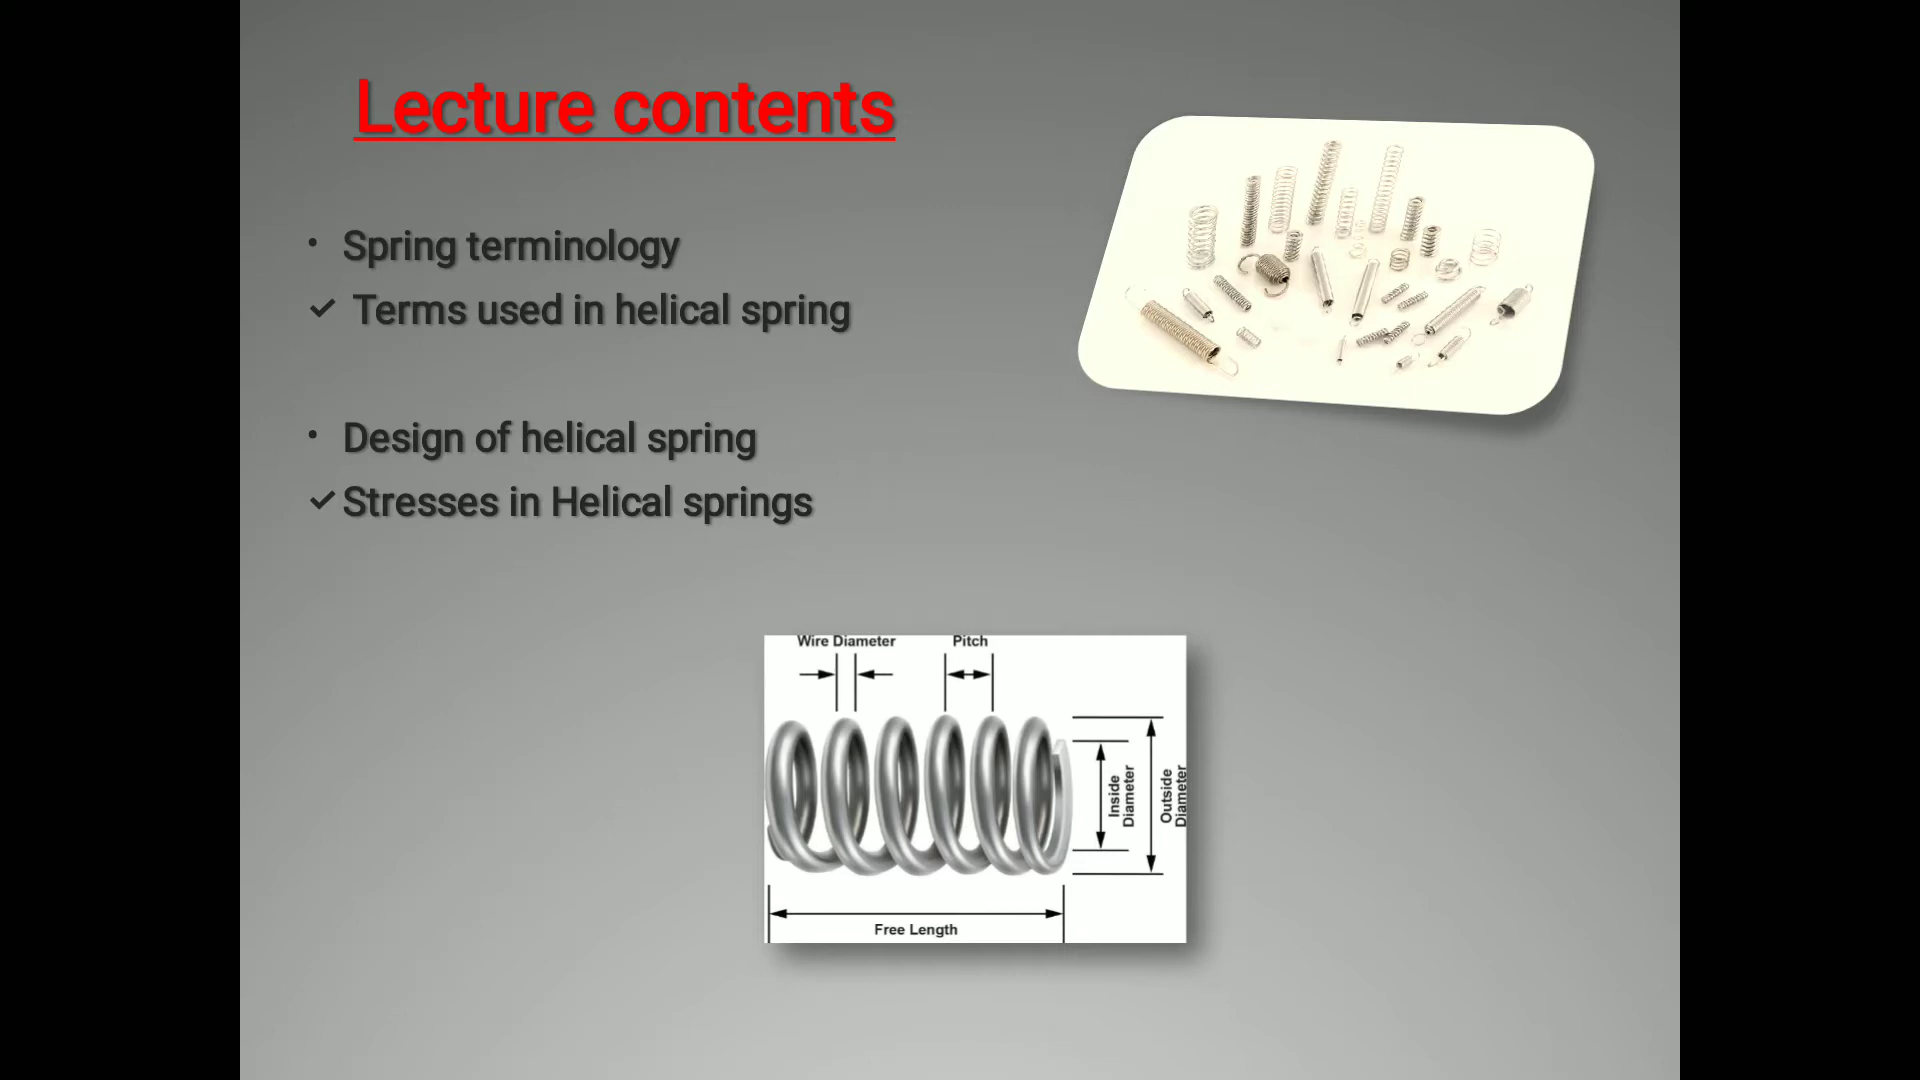 Lecture contents
• Spring terminology
✓ Terms used in helical spring
• Design of helical spring
✓ Stresses in Helical springs
Wire Diameter
Pitch
Inside
Diameter
Outside
Diameter
Free Length